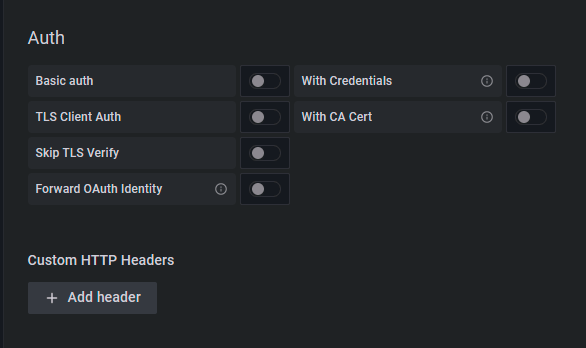 Auth
Basic auth
With Credentials
TLS Client Auth
With CA Cert
Skip TLS Verify
Forward OAuth Identity
Custom HTTP Headers
+ Add header